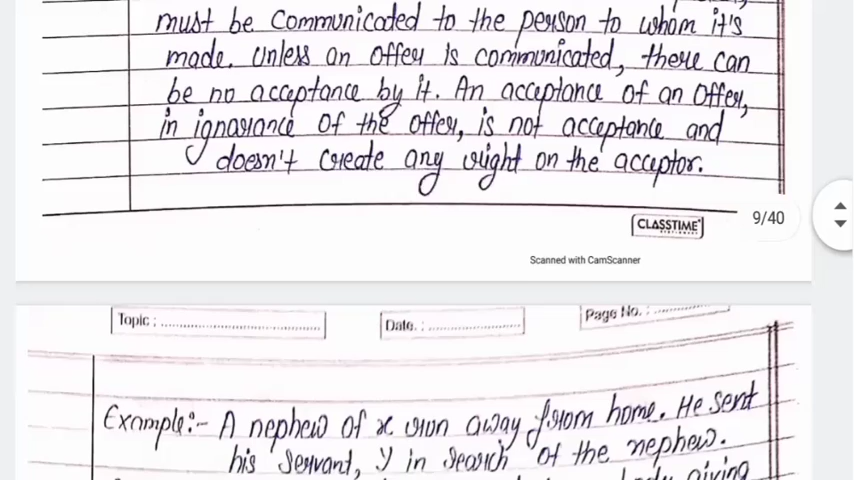 must be communicated to the person to whom it's
made. Unless an offer is communicated, there can
be no acceptance by it. An acceptance of an offer,
in ignorance of the offer, is not acceptance and
doesn't create any right on the acceptor.
CLASSTIME
9/40
Scanned with CamScanner
Topic :
Date. :
Page No. :
Example:- A nephew of x run away from home. He sent
his servant, y in search of the nephew.
giving